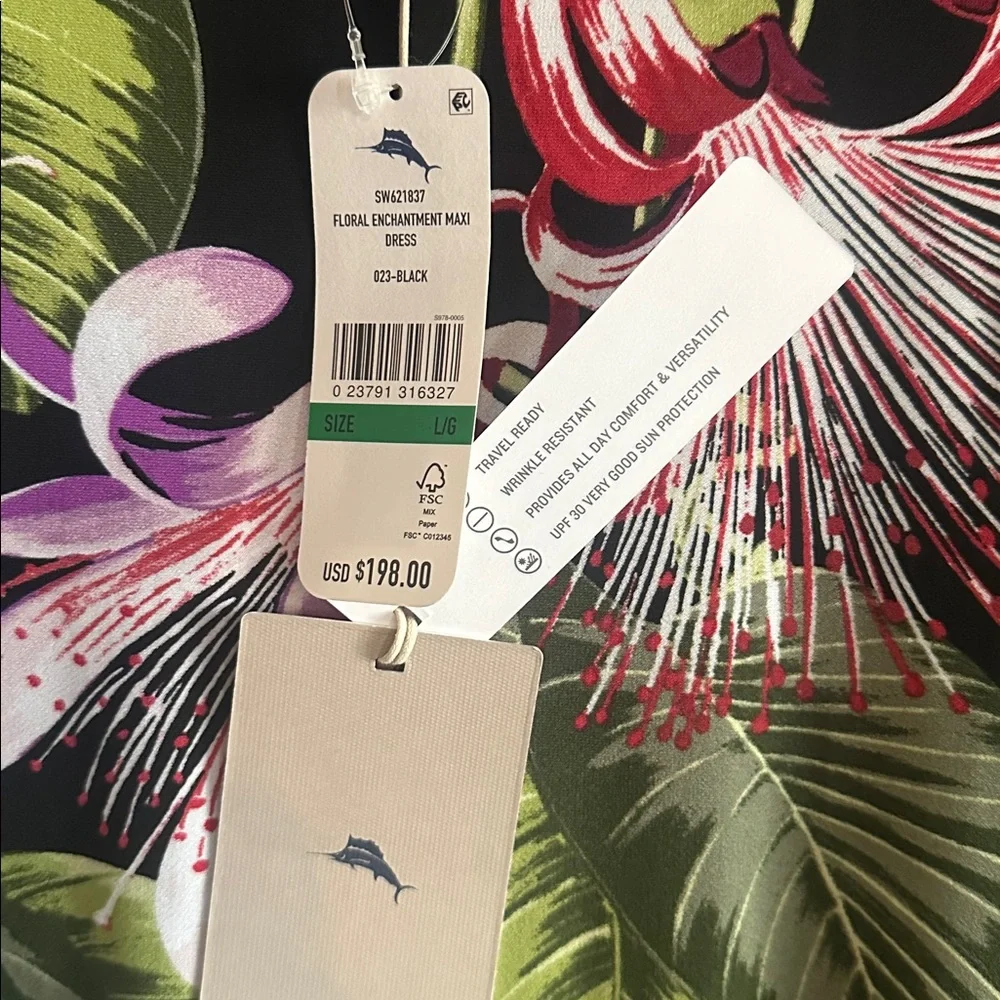 SW621837
FLORAL ENCHANTMENT MAXI
DRESS
023-BLACK
S978-0005
0 23791 316327
SIZE L/G
FSC
MIX
Paper
FSC® C012345
USD $198.00
TRAVEL READY
WRINKLE RESISTANT
PROVIDES ALL DAY COMFORT & VERSATILITY
UPF 30 VERY GOOD SUN PROTECTION